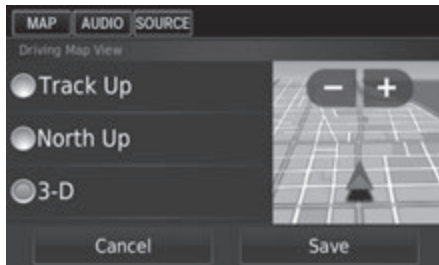 MAP AUDIO SOURCE
Driving Map View
Track Up
− +
North Up
3-D
Cancel Save